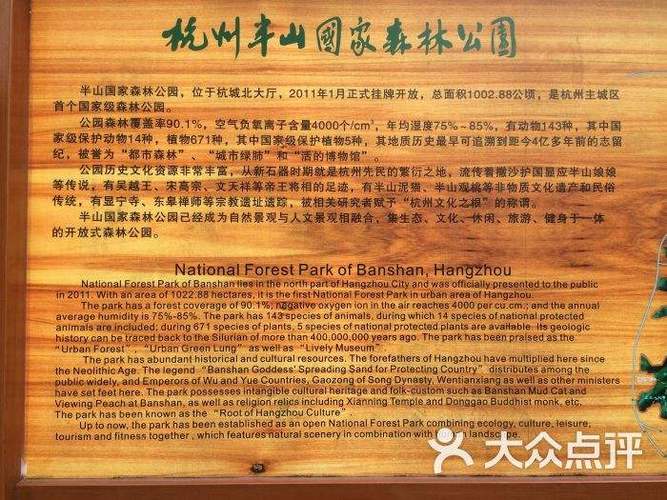 杭州半山國家森林公園
半山国家森林公园，位于杭城北大厅，2011年1月正式挂牌开放，总面积1002.88公顷，是杭州主城区
首个国家级森林公园。
公园森林覆盖率90.1%，空气负氧离子含量4000个/cm³，年均湿度75%~85%，有动物143种，其中国
家级保护动物14种，植物671种，其中国家级保护植物5种，其地质历史最早可追溯到距今4亿多年前的志留
纪，被誉为“都市森林”、“城市绿肺”和“活的博物馆”。
公园历史文化资源非常丰富，从新石器时期就是杭州先民的繁衍之地，流传着撒沙护国显应半山娘娘
等传说，有吴越王、宋高宗、文天祥等帝王将相的足迹，有半山泥猫、半山观桃等非物质文化遗产和民俗
传统，有显宁寺、东皋禅师等宗教遗址遗踪，被相关研究者赋予“杭州文化之根”的称谓。
半山国家森林公园已经成为自然景观与人文景观相融合，集生态、文化、休闲、旅游、健身于一体
的开放式森林公园。
National Forest Park of Banshan, Hangzhou
National Forest Park of Banshan lies in the north part of Hangzhou City and was officially presented to the public
in 2011. With an area of 1022.88 hectares, it is the first National Forest Park in urban area of Hangzhou.
The park has a forest coverage of 90.1%, negative oxygen ion in the air reaches 4000 per cu.cm.; and the annual
average humidity is 75%-85%. The park has 143 species of animals, during which 14 species of national protected
animals are included; during 671 species of plants, 5 species of national protected plants are available. Its geologic
history can be traced back to the Silurian of more than 400,000,000 years ago. The park has been praised as the
“Urban Forest”, “Urban Green Lung” as well as “Lively Museum”.
The park has abundant historical and cultural resources. The forefathers of Hangzhou have multiplied here since
the Neolithic Age. The legend “Banshan Goddess' Spreading Sand for Protecting Country” distributes among the
public widely, and Emperors of Wu and Yue Countries, Gaozong of Song Dynasty, Wentianxiang as well as other ministers
have set feet here. The park possesses intangible cultural heritage and folk-custom such as Banshan Mud Cat and
Viewing Peach at Banshan, as well as religion relics including Xianning Temple and Donggao Buddhist monk, etc.
The park has been known as the “Root of Hangzhou Culture”.
Up to now, the park has been established as an open National Forest Park combining ecology, culture, leisure,
tourism and fitness together, which features natural scenery in combination with human landscape.
大众点评